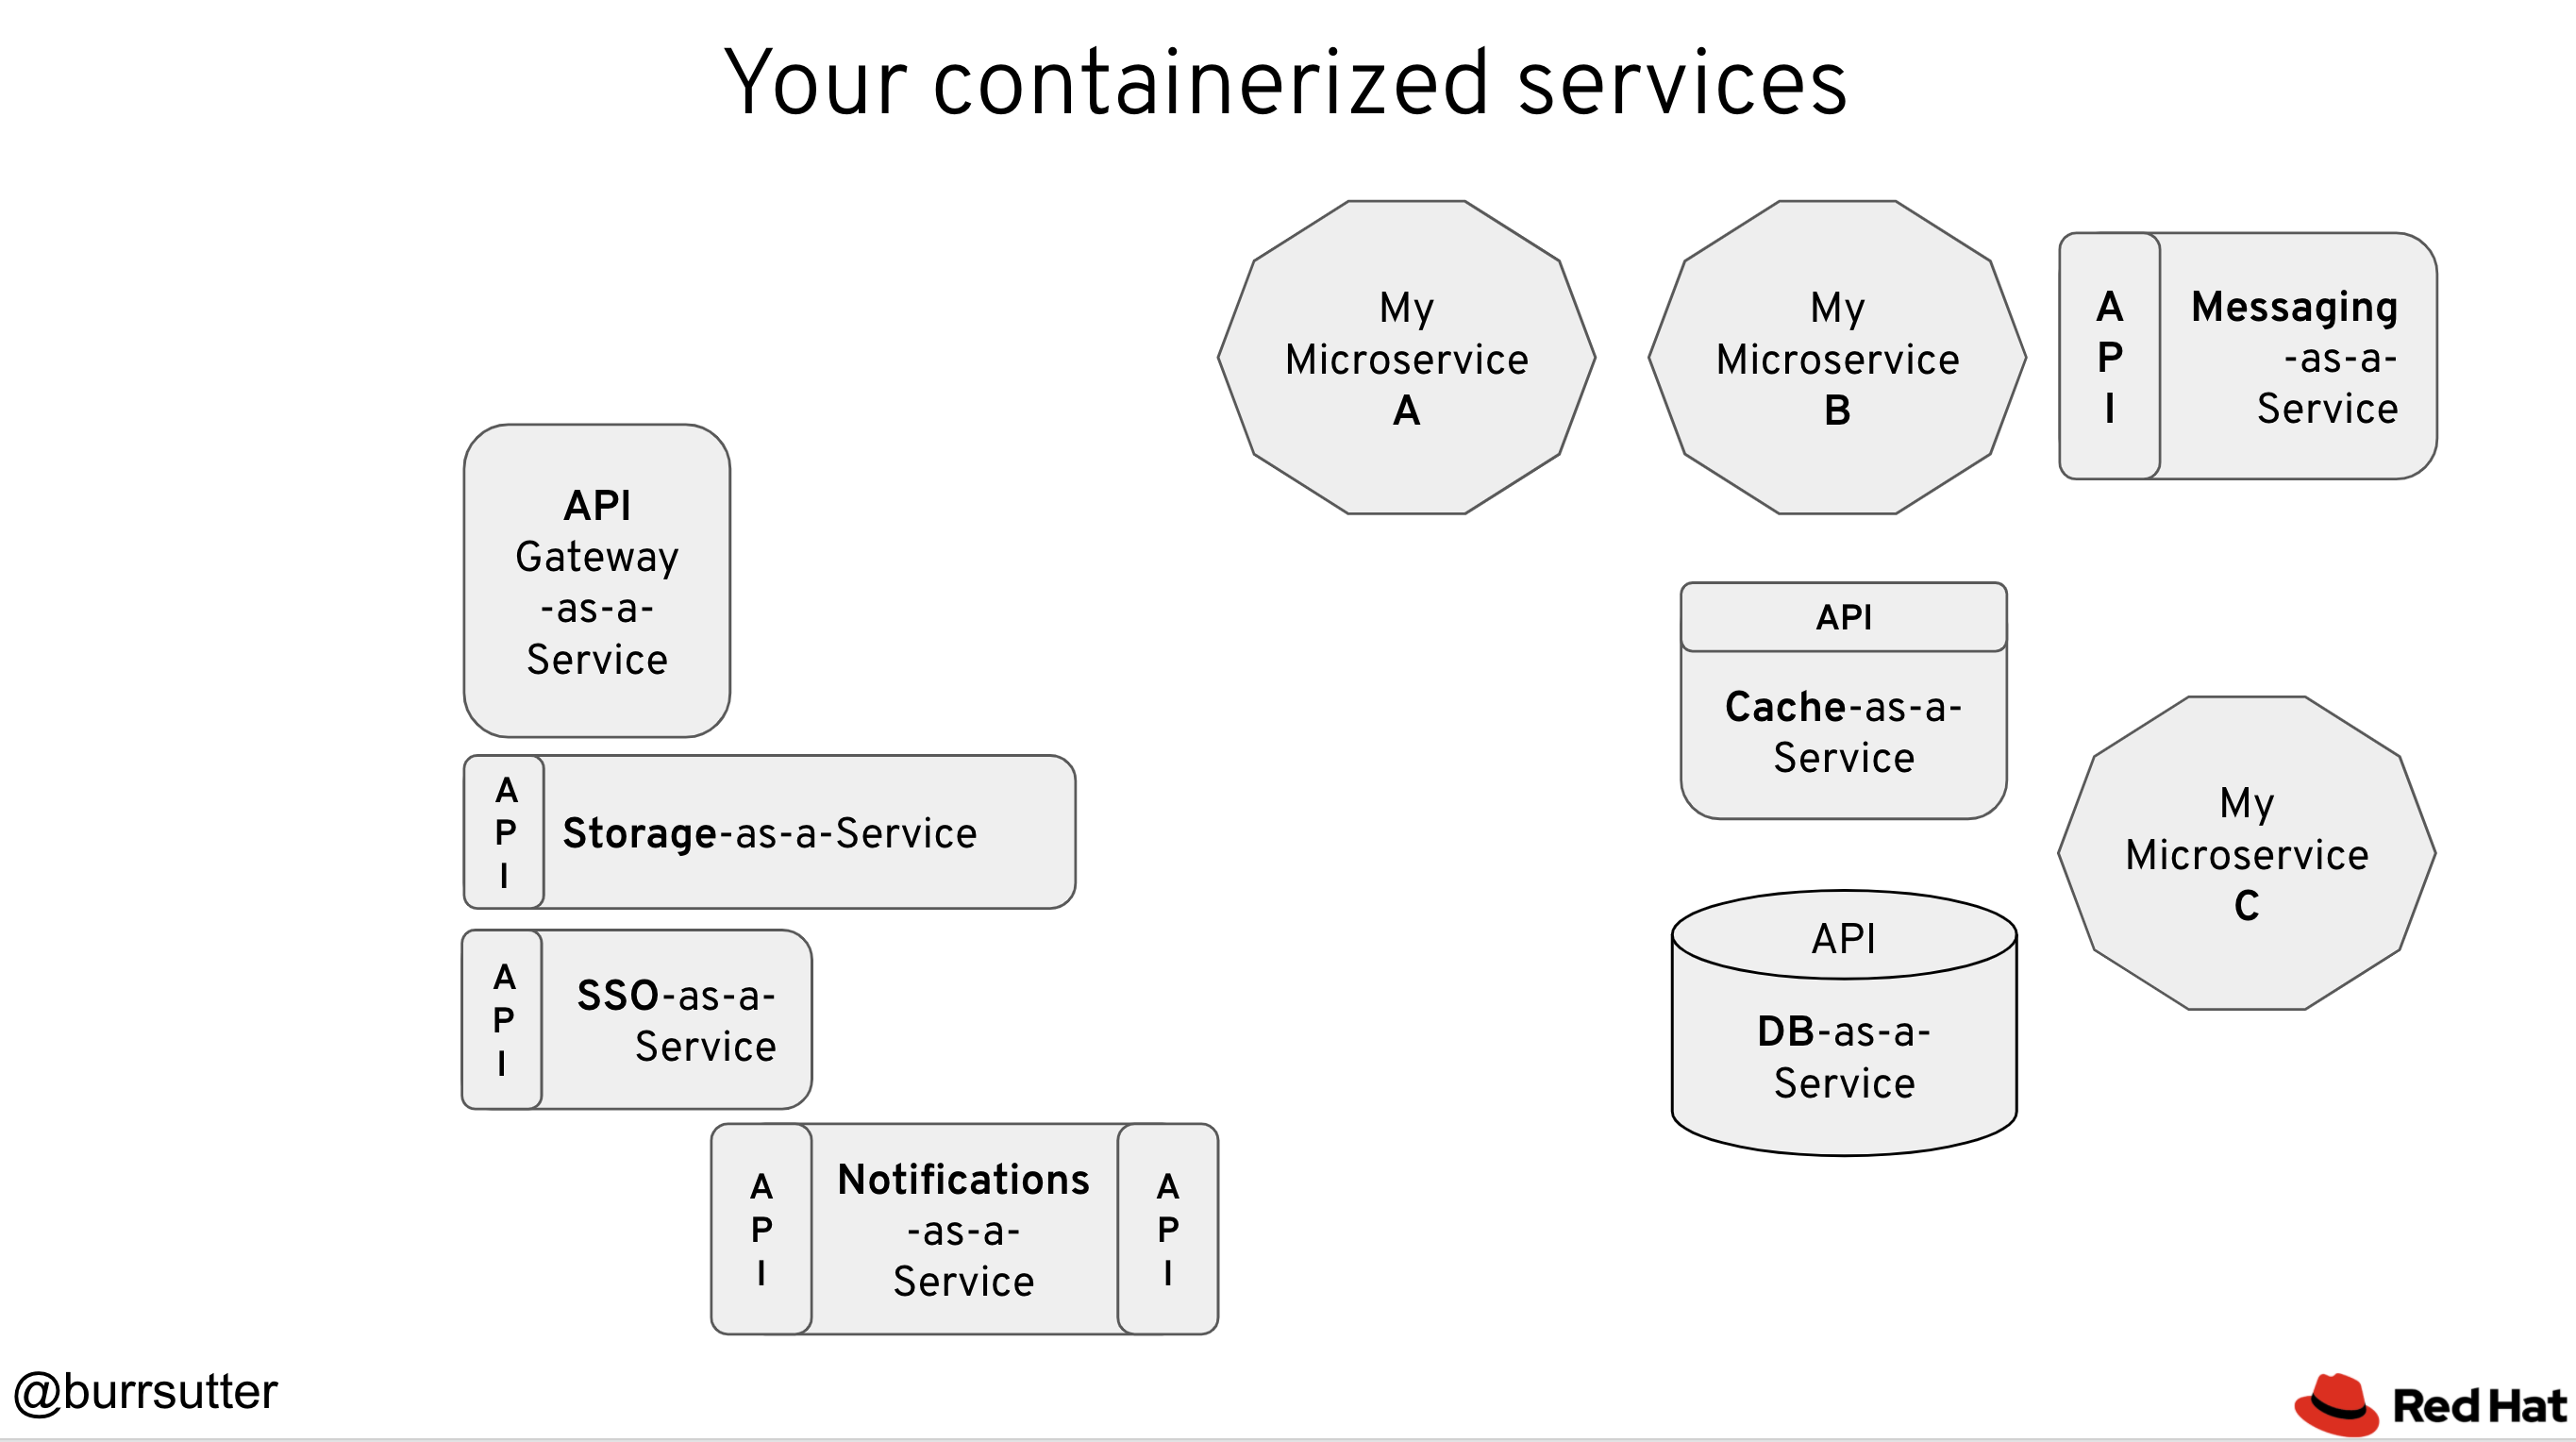 Your containerized services
My
Microservice
A
My
Microservice
B
A
P
I
Messaging
-as-a-
Service
API
Gateway
-as-a-
Service
API
Cache-as-a-
Service
A
P
I
Storage-as-a-Service
My
Microservice
C
A
P
I
SSO-as-a-
Service
API
DB-as-a-
Service
A
P
I
Notifications
-as-a-
Service
A
P
I
@burrsutter
Red Hat